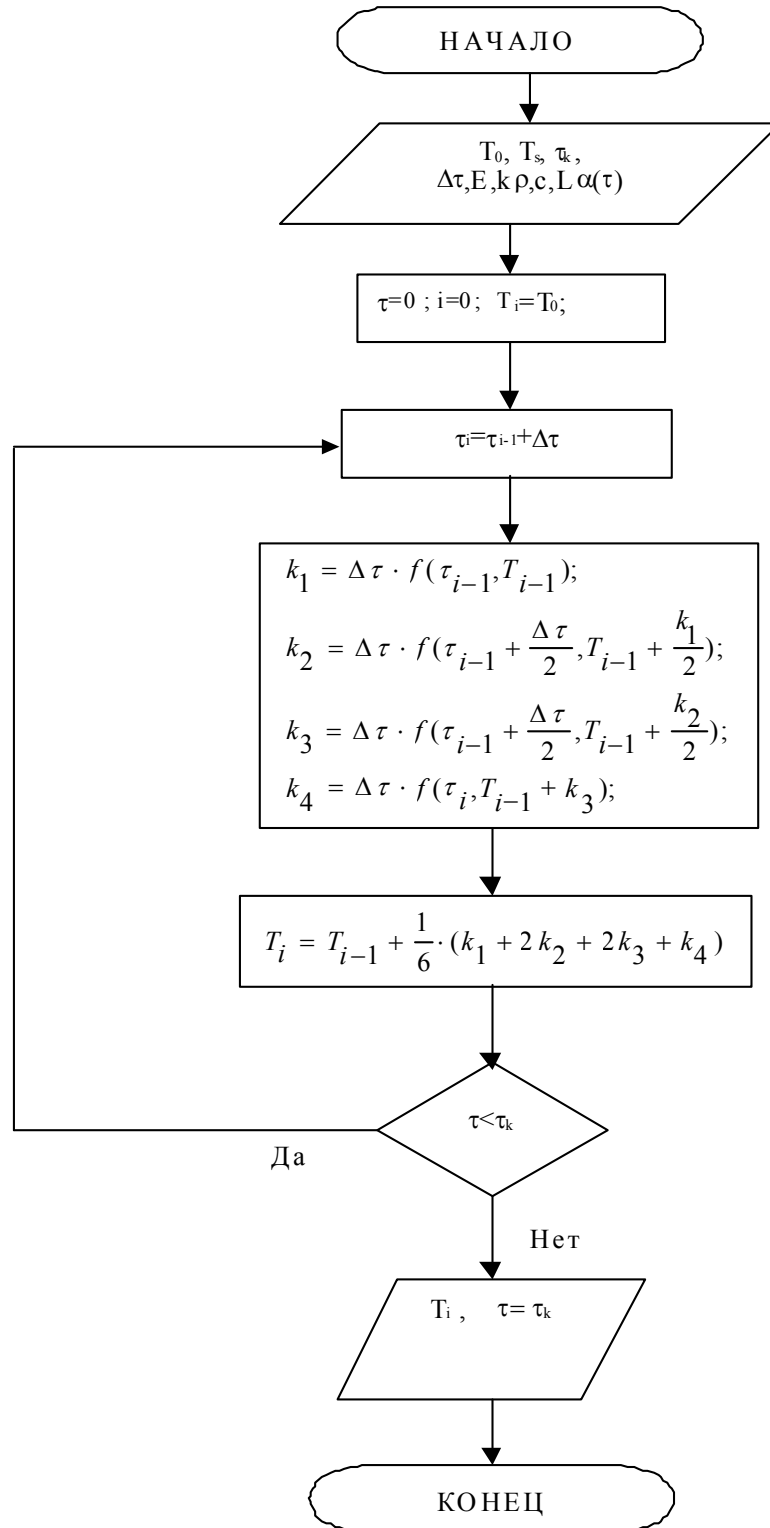 НАЧАЛО
T₀, Tₛ, τₖ,
Δτ,E,k ρ,c,L α(τ)
τ=0 ; i=0; Tᵢ=T₀;
τᵢ=τᵢ₋₁+Δτ
k₁ = Δτ · f(τᵢ₋₁,Tᵢ₋₁);
k₂ = Δτ · f(τᵢ₋₁ + Δτ/2,Tᵢ₋₁ + k₁/2);
k₃ = Δτ · f(τᵢ₋₁ + Δτ/2,Tᵢ₋₁ + k₂/2);
k₄ = Δτ · f(τᵢ,Tᵢ₋₁ + k₃);
Tᵢ = Tᵢ₋₁ + 1/6 · (k₁ + 2k₂ + 2k₃ + k₄)
τ<τₖ
Да
Нет
Tᵢ , τ= τₖ
КОНЕЦ